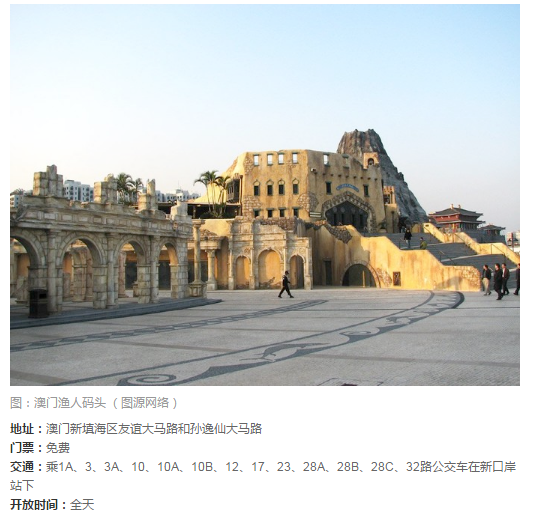 图：澳门渔人码头（图源网络）
地址：澳门新填海区友谊大马路和孙逸仙大马路
门票：免费
交通：乘1A、3、3A、10、10A、10B、12、17、23、28A、28B、28C、32路公交车在新口岸
站下
开放时间：全天